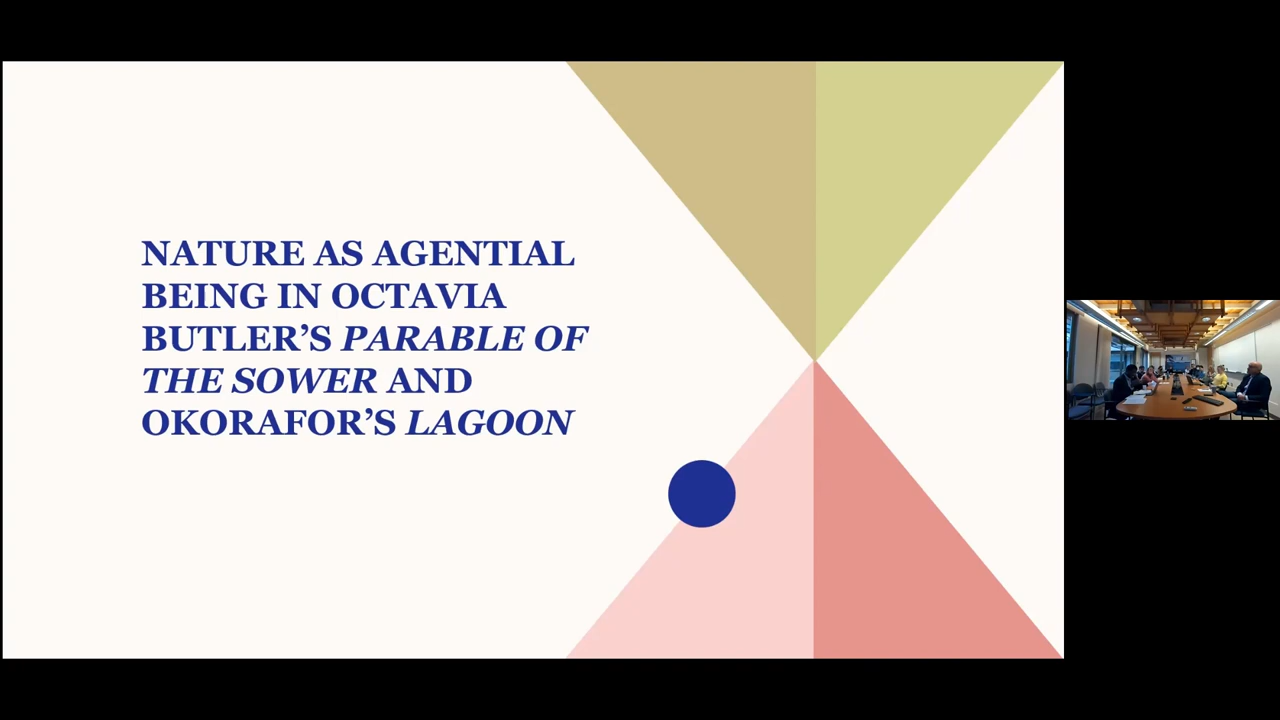 NATURE AS AGENTIAL
BEING IN OCTAVIA
BUTLER’S PARABLE OF
THE SOWER AND
OKORAFOR’S LAGOON